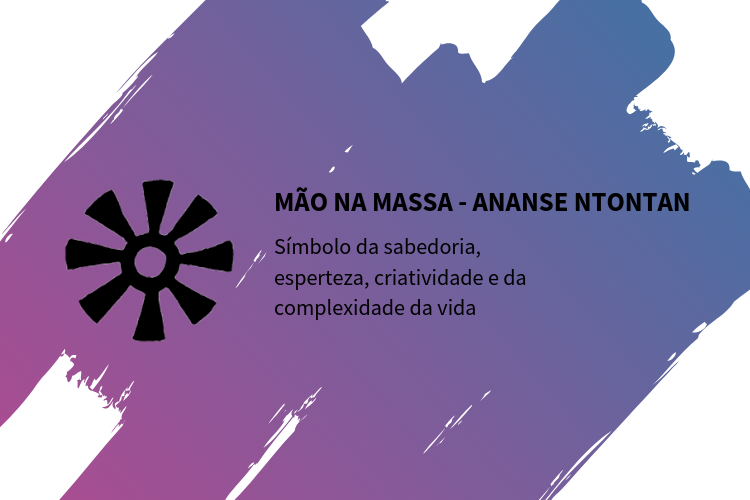 MÃO NA MASSA - ANANSE NTONTAN
Símbolo da sabedoria,
esperteza, criatividade e da
complexidade da vida